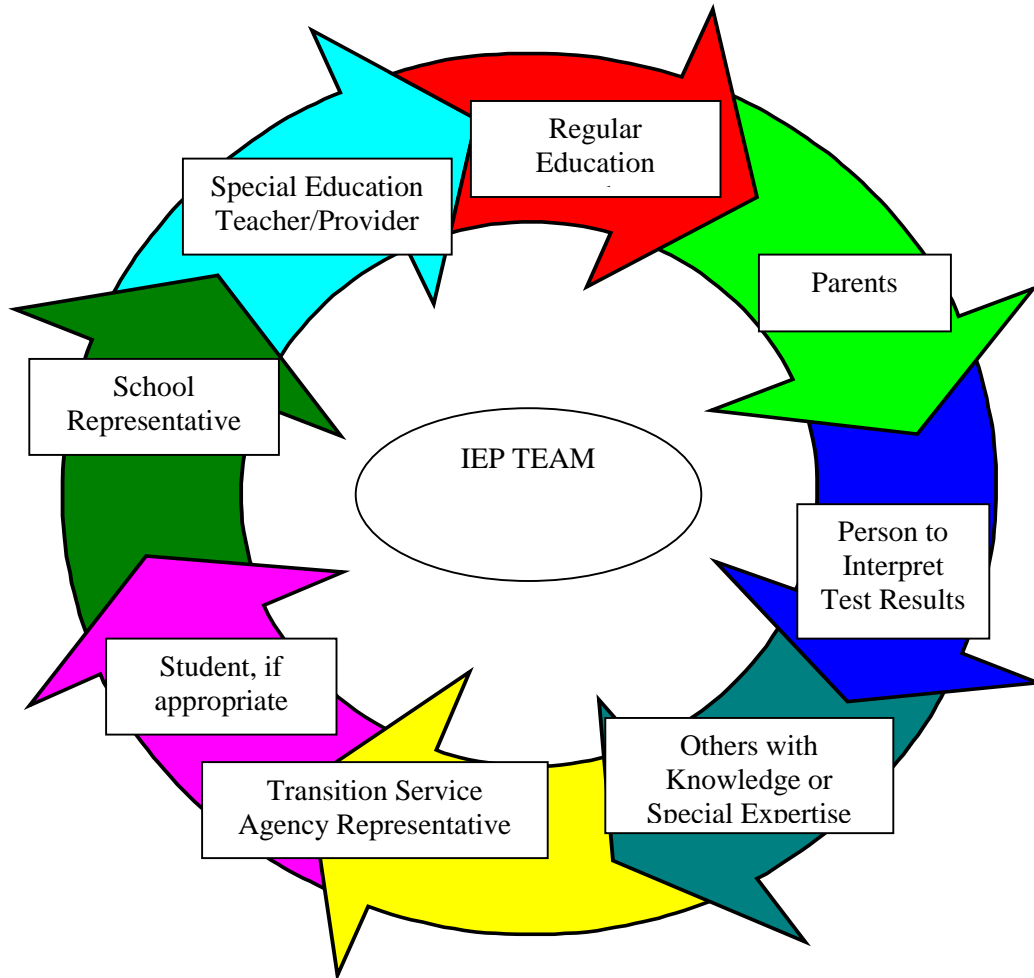 Regular
Education
Special Education
Teacher/Provider
Parents
School
Representative
IEP TEAM
Person to
Interpret
Test Results
Student, if
appropriate
Others with
Knowledge or
Special Expertise
Transition Service
Agency Representative